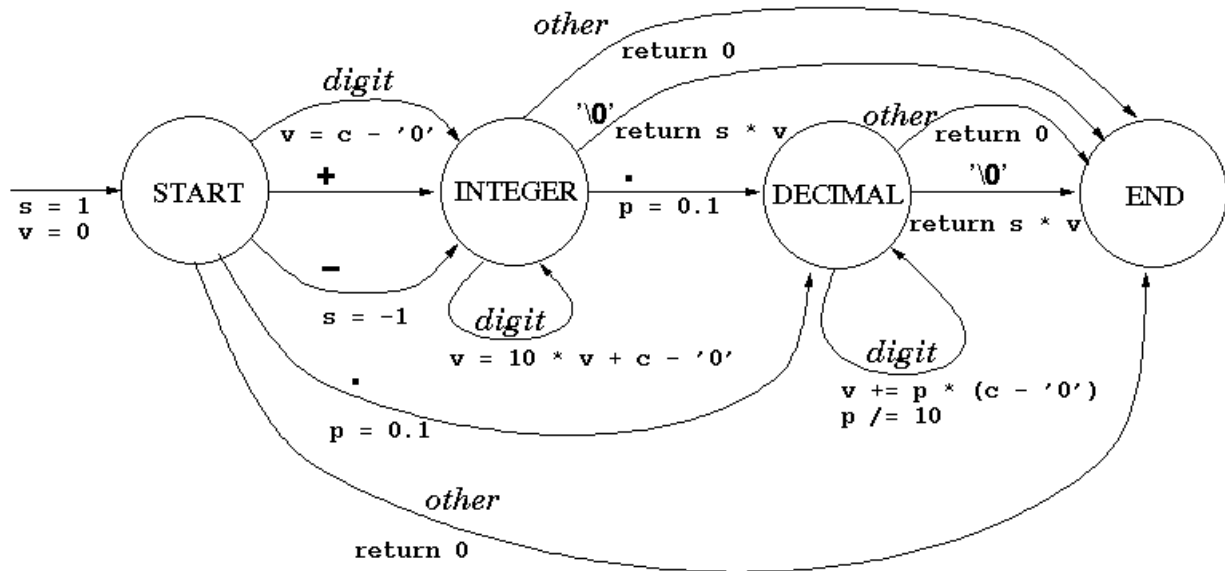 other
return 0
digit
v = c - '0'
'\0'
return s * v
other
return 0
+
.
'\0'
START
INTEGER
DECIMAL
END
s = 1
v = 0
p = 0.1
return s * v
-
s = -1
digit
v = 10 * v + c - '0'
digit
v += p * (c - '0')
p /= 10
.
p = 0.1
other
return 0